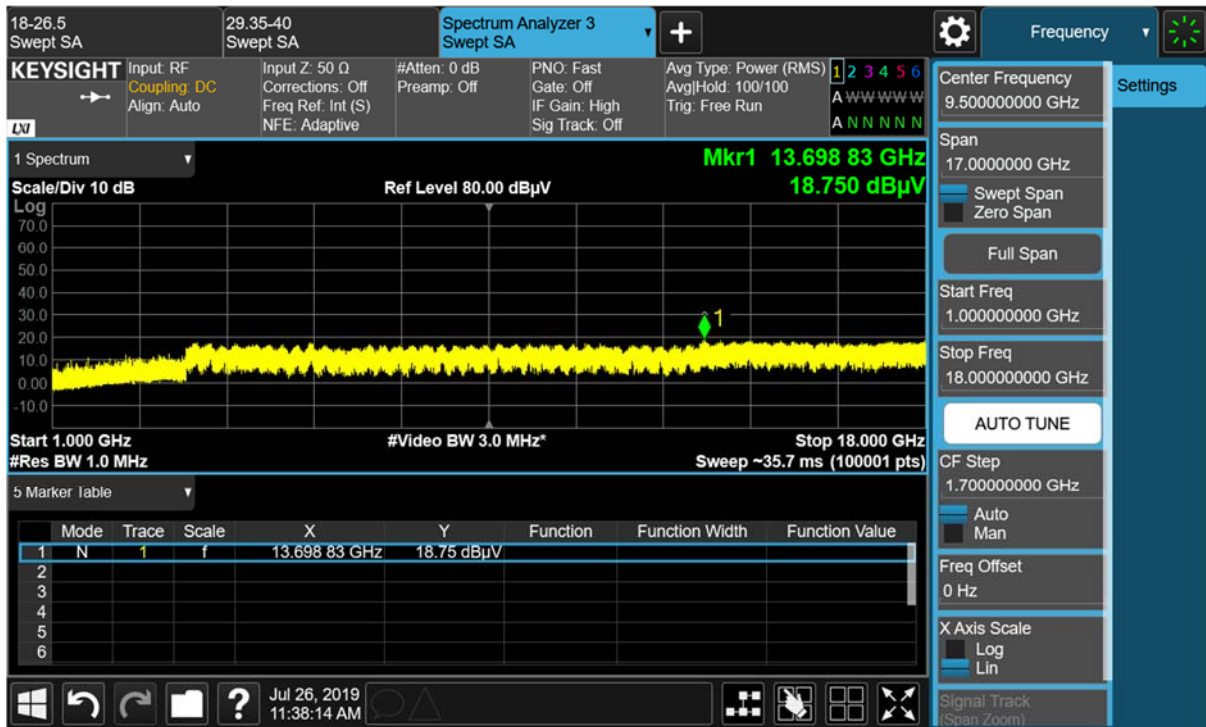 18-26.5
Swept SA
29.35-40
Swept SA
Spectrum Analyzer 3
Swept SA
Frequency
KEYSIGHT
LXI
Input: RF
Coupling: DC
Align: Auto
Input Z: 50 Ω
Corrections: Off
Freq Ref: Int (S)
NFE: Adaptive
#Atten: 0 dB
Preamp: Off
PNO: Fast
Gate: Off
IF Gain: High
Sig Track: Off
Avg Type: Power (RMS)
Avg|Hold: 100/100
Trig: Free Run
1 2 3 4 5 6
A W W W W W
A N N N N N
1 Spectrum
Scale/Div 10 dB
Ref Level 80.00 dBµV
Mkr1 13.698 83 GHz
18.750 dBµV
Log
70.0
60.0
50.0
40.0
30.0
20.0
10.0
0.00
-10.0
1
Start 1.000 GHz
#Video BW 3.0 MHz*
Stop 18.000 GHz
#Res BW 1.0 MHz
Sweep ~35.7 ms (100001 pts)
5 Marker Table
Mode Trace Scale X Y Function Function Width Function Value
1 N 1 f 13.698 83 GHz 18.75 dBµV
2
3
4
5
6
?
Jul 26, 2019
11:38:14 AM
Settings
Center Frequency
9.500000000 GHz
Span
17.0000000 GHz
Swept Span
Zero Span
Full Span
Start Freq
1.000000000 GHz
Stop Freq
18.000000000 GHz
AUTO TUNE
CF Step
1.700000000 GHz
Auto
Man
Freq Offset
0 Hz
X Axis Scale
Log
Lin
Signal Track
(Span Zoom)